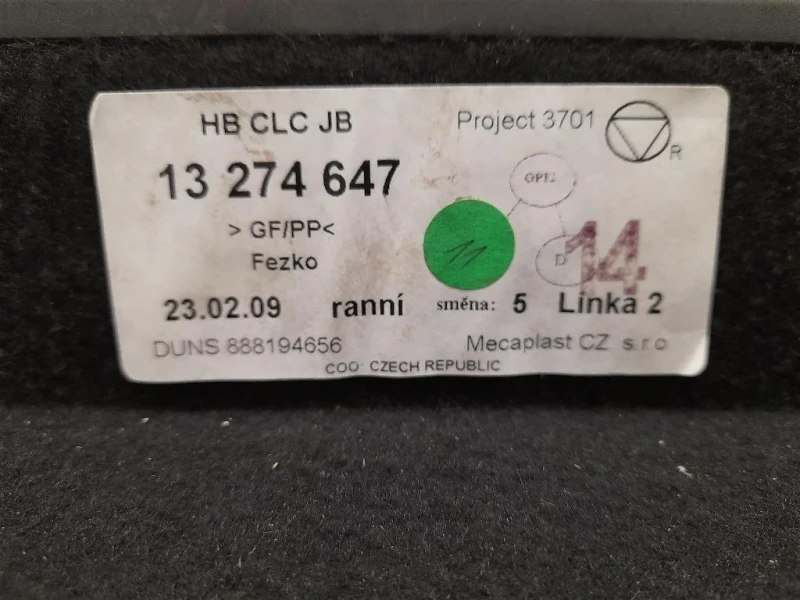 HB CLC JB
Project 3701
R
13 274 647
GP12
> GF/PP<
11
D
14
Fezko
23.02.09 ranní směna: 5 Linka 2
DUNS 888194656
Mecaplast CZ s.r.o
COO: CZECH REPUBLIC